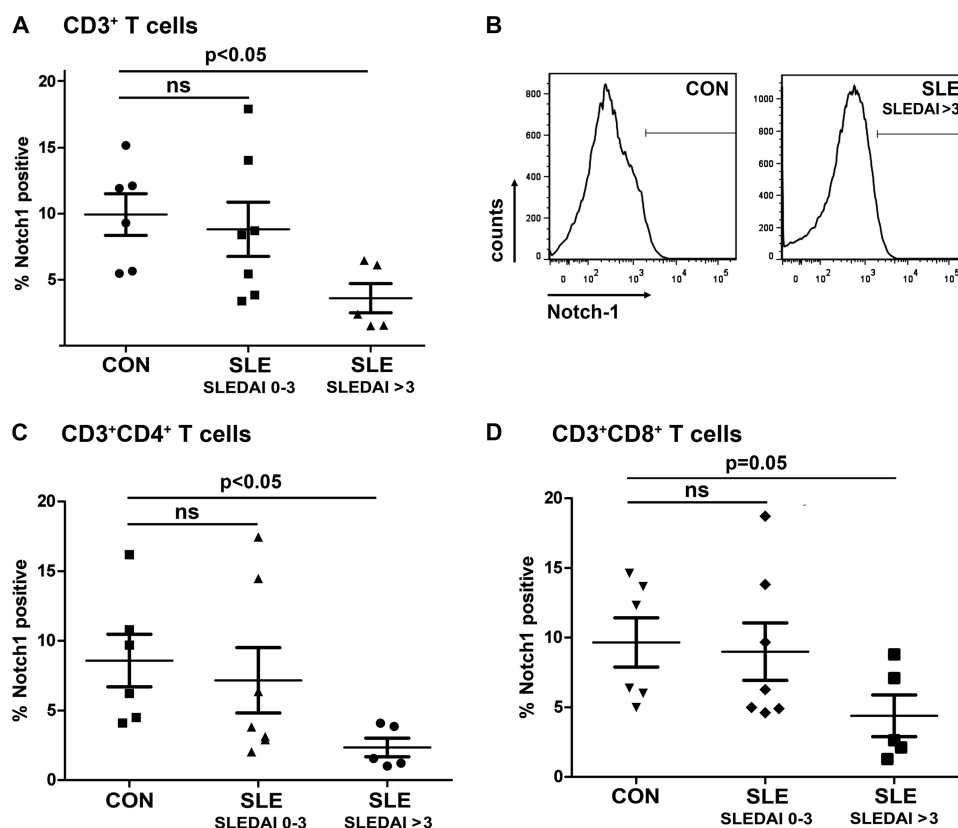 A CD3⁺ T cells
p<0.05
ns
20
15
10
5
% Notch1 positive
CON
SLE
SLEDAI 0-3
SLE
SLEDAI >3
B
CON
800
600
400
200
0
0 10² 10³ 10⁴ 10⁵
counts
Notch-1
SLE
SLEDAI>3
1000
800
600
400
200
0
0 10² 10³ 10⁴ 10⁵
C CD3⁺CD4⁺ T cells
p<0.05
ns
20
15
10
5
0
% Notch1 positive
CON
SLE
SLEDAI 0-3
SLE
SLEDAI >3
D CD3⁺CD8⁺ T cells
p=0.05
ns
20
15
10
5
0
% Notch1 positive
CON
SLE
SLEDAI 0-3
SLE
SLEDAI >3